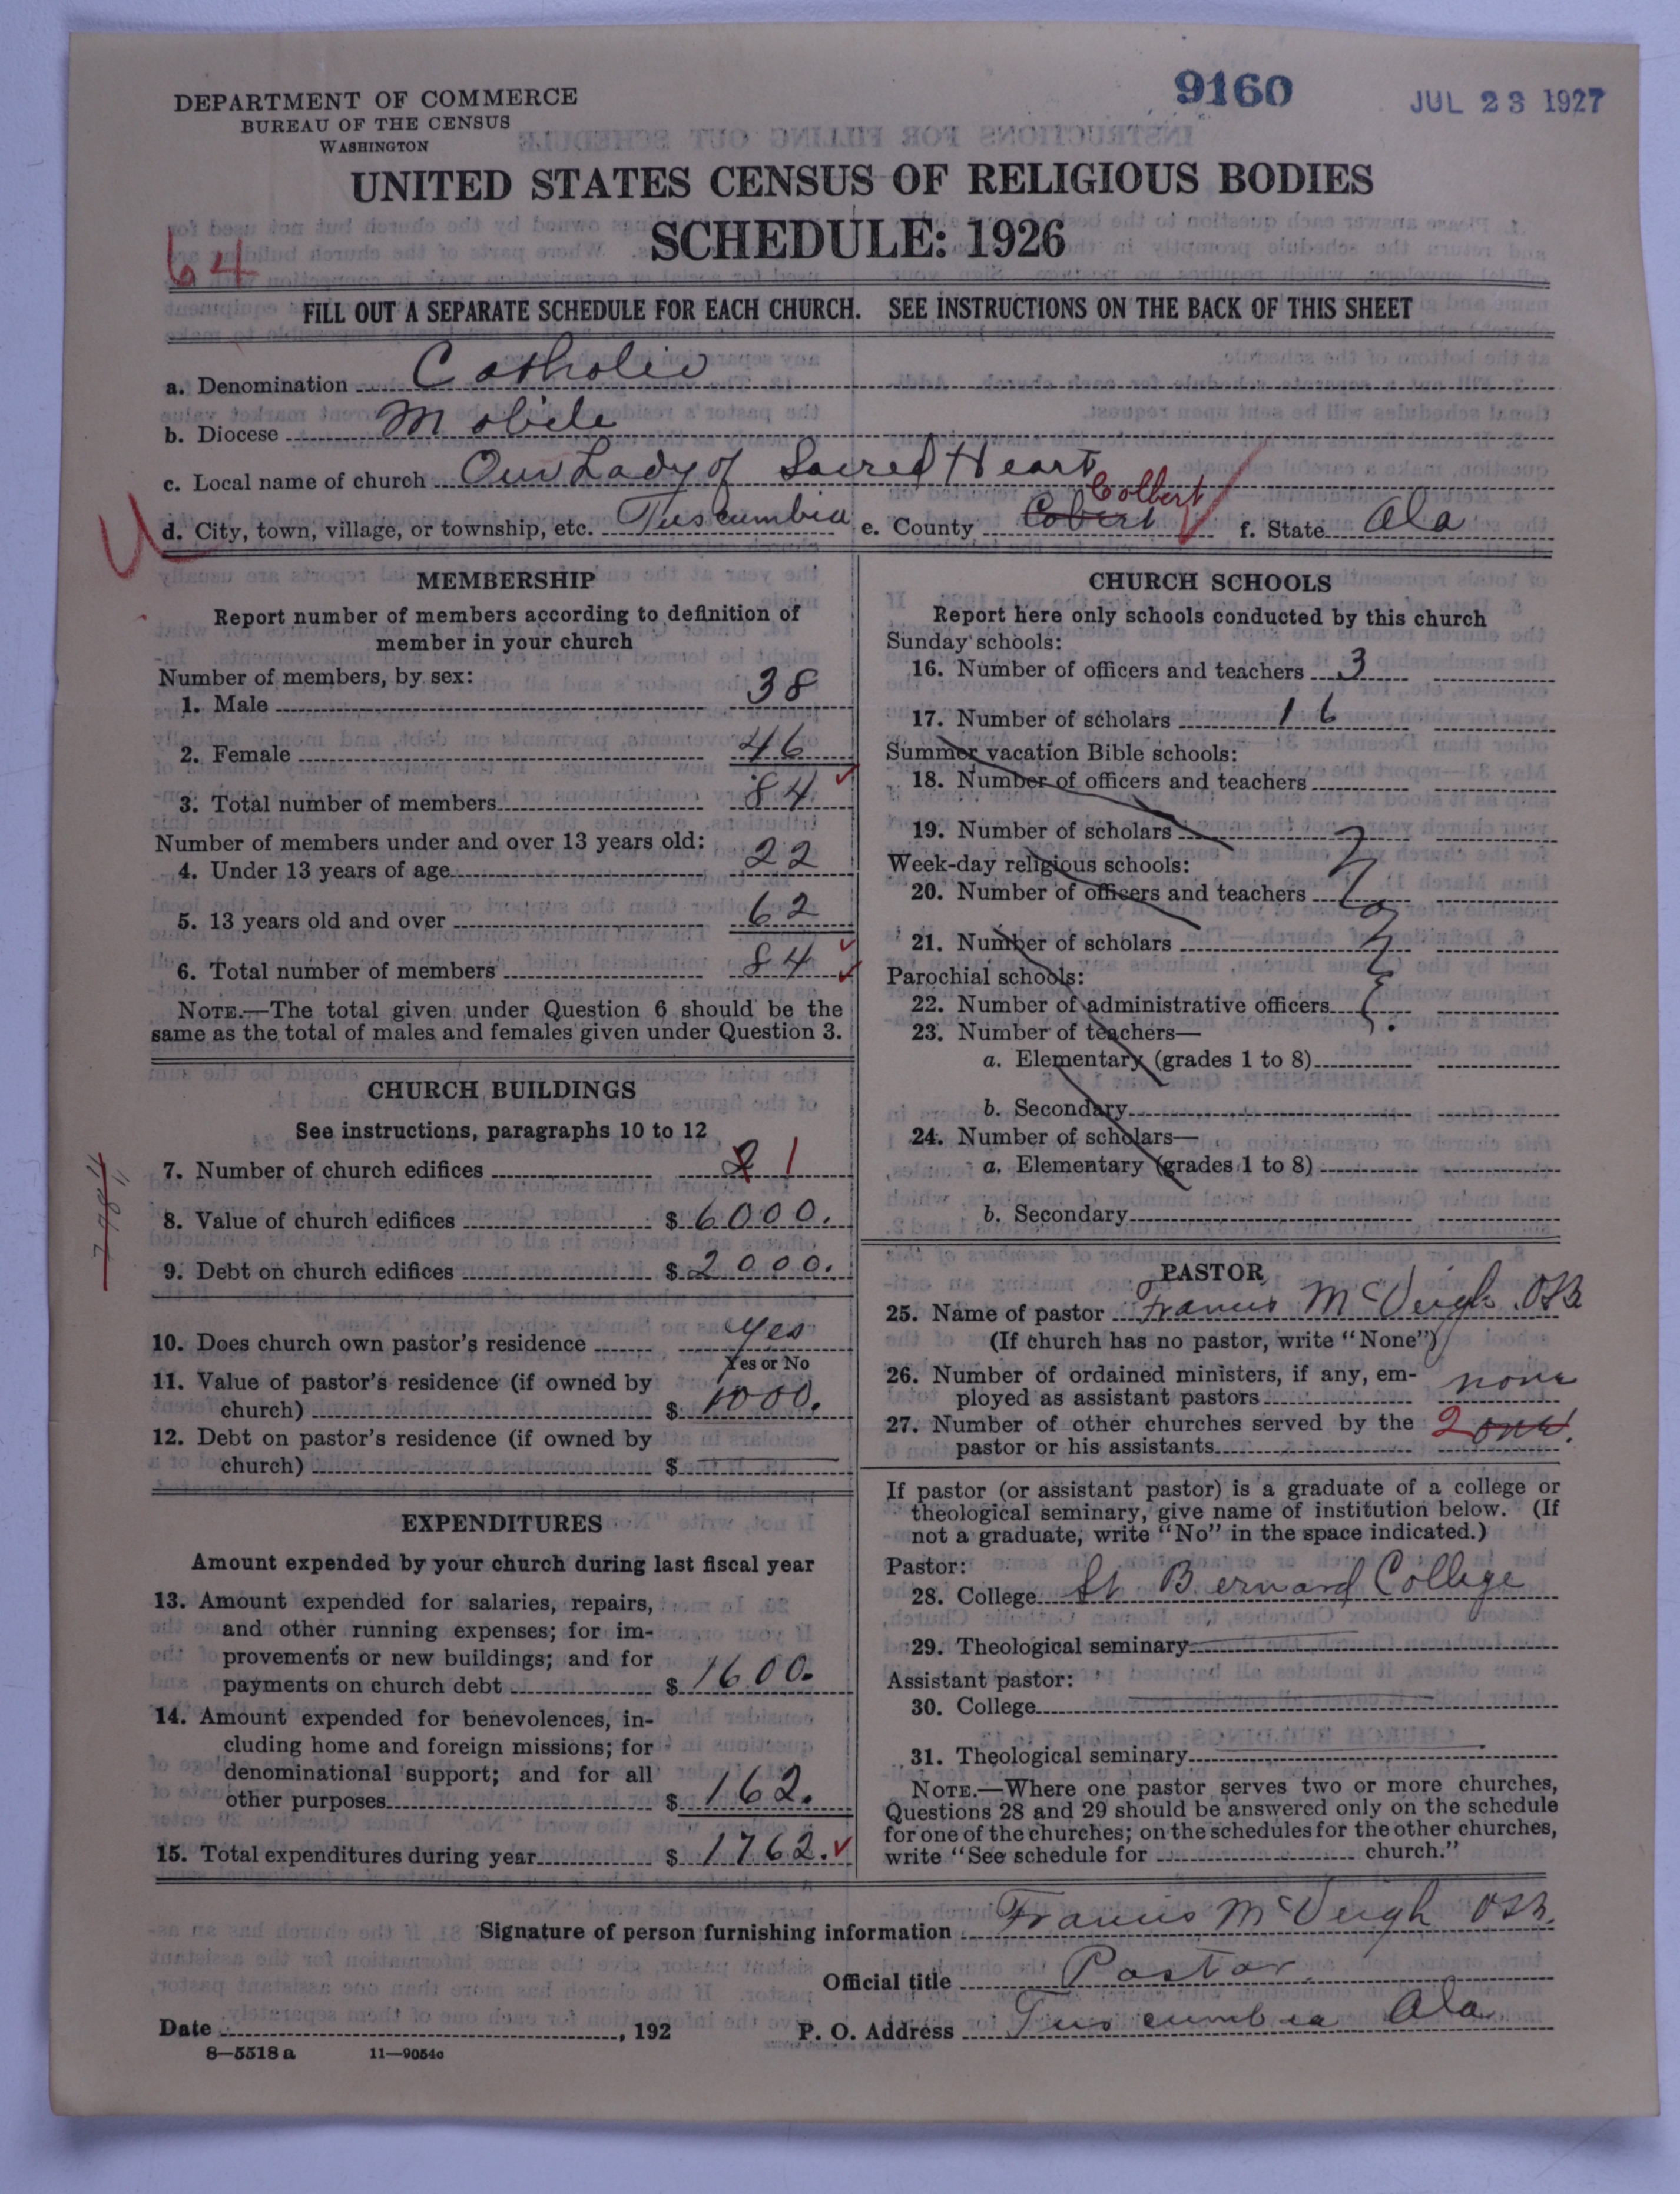 9160
JUL 23 1927
DEPARTMENT OF COMMERCE
BUREAU OF THE CENSUS
WASHINGTON
UNITED STATES CENSUS OF RELIGIOUS BODIES
SCHEDULE: 1926
64
FILL OUT A SEPARATE SCHEDULE FOR EACH CHURCH. SEE INSTRUCTIONS ON THE BACK OF THIS SHEET
a. Denomination Catholic
b. Diocese Mobile
c. Local name of church Our Lady of Sacred Heart
d. City, town, village, or township, etc. Tuscumbia e. County Cobert Colbert f. State Ala
MEMBERSHIP
Report number of members according to definition of
member in your church
Number of members, by sex:
1. Male 38
2. Female 46
3. Total number of members 84
Number of members under and over 13 years old:
4. Under 13 years of age 22
5. 13 years old and over 62
6. Total number of members 84
NOTE.—The total given under Question 6 should be the
same as the total of males and females given under Question 3.
CHURCH BUILDINGS
See instructions, paragraphs 10 to 12
7. Number of church edifices 1
8. Value of church edifices $ 6000.
9. Debt on church edifices $ 2000.
10. Does church own pastor's residence yes
Yes or No
11. Value of pastor's residence (if owned by
church) $ 1000.
12. Debt on pastor's residence (if owned by
church) $
EXPENDITURES
Amount expended by your church during last fiscal year
13. Amount expended for salaries, repairs,
and other running expenses; for im-
provements or new buildings; and for
payments on church debt $ 1600.
14. Amount expended for benevolences, in-
cluding home and foreign missions; for
denominational support; and for all
other purposes $ 162.
15. Total expenditures during year $ 1762.
CHURCH SCHOOLS
Report here only schools conducted by this church
Sunday schools:
16. Number of officers and teachers 3
17. Number of scholars 16
Summer vacation Bible schools:
18. Number of officers and teachers
19. Number of scholars
Week-day religious schools:
20. Number of officers and teachers
21. Number of scholars
Parochial schools:
22. Number of administrative officers
23. Number of teachers—
a. Elementary (grades 1 to 8)
b. Secondary
24. Number of scholars—
a. Elementary (grades 1 to 8)
b. Secondary
PASTOR
25. Name of pastor Francis McVeigh OSB
(If church has no pastor, write "None")
26. Number of ordained ministers, if any, em-
ployed as assistant pastors none
27. Number of other churches served by the
pastor or his assistants 2 one.
If pastor (or assistant pastor) is a graduate of a college or
theological seminary, give name of institution below. (If
not a graduate, write "No" in the space indicated.)
Pastor:
28. College St Bernard College
29. Theological seminary
Assistant pastor:
30. College
31. Theological seminary
NOTE.—Where one pastor serves two or more churches,
Questions 28 and 29 should be answered only on the schedule
for one of the churches; on the schedules for the other churches,
write "See schedule for church."
Signature of person furnishing information Francis McVeigh OSB.
Official title Pastor
Date , 192
P. O. Address Tuscumbia Ala
8—5518 a 11—9054c